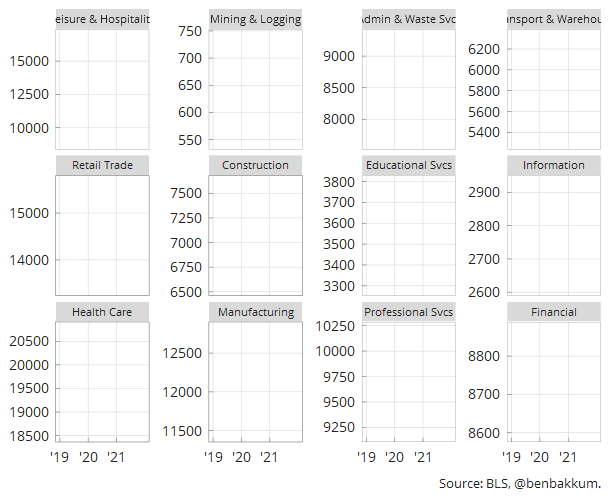 eisure & Hospitalit Mining & Logging dmin & Waste Svc nsport & Warehou
750
15000 700 9000 6200
6000
12500 650 8500 5800
600 5600
10000 550 8000 5400
Retail Trade Construction Educational Svcs Information
3800
15000 7500 3700 2900
7250 3600
7000 3500 2800
14000 6750 3400 2700
6500 3300 2600
Health Care Manufacturing Professional Svcs Financial
10250
20500 12500 10000 8800
20000
19500 12000 9750 8700
19000 9500
18500 11500 9250 8600
'19 '20 '21 '19 '20 '21 '19 '20 '21 '19 '20 '21
Source: BLS, @benbakkum.